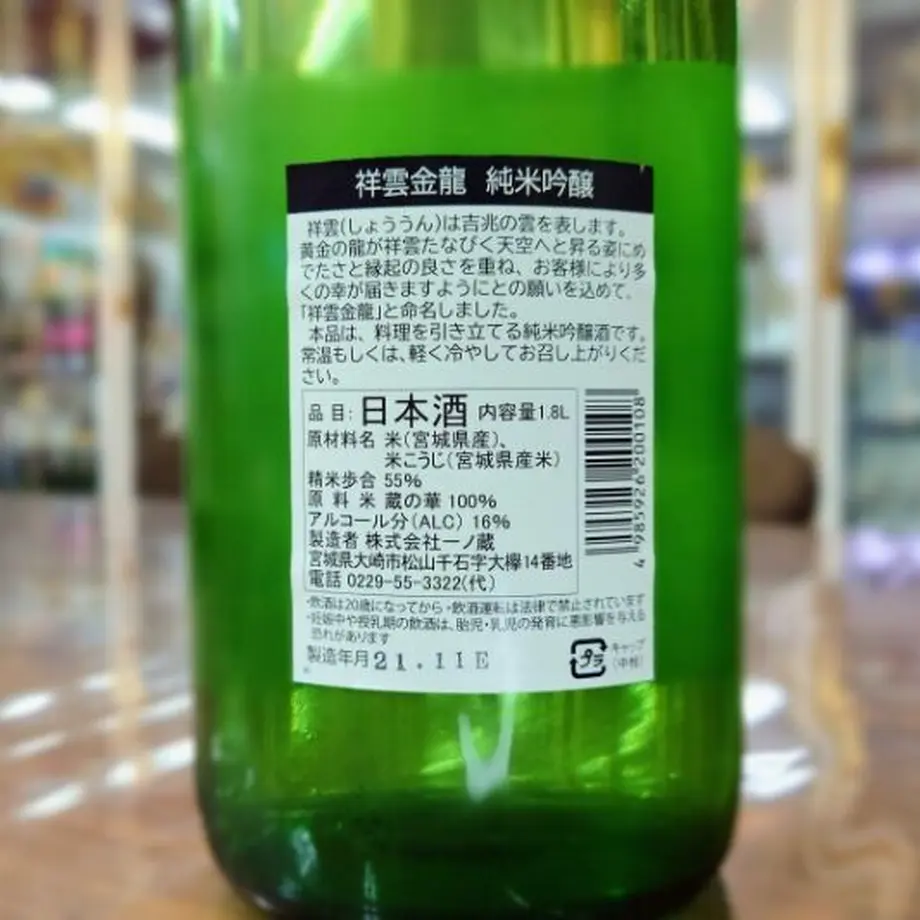 祥雲金龍 純米吟醸
祥雲(しょううん)は吉兆の雲を表します。
黄金の龍が祥雲たなびく天空へと昇る姿にめ
でたさと縁起の良さを重ね、お客様により多
くの幸が届きますようにとの願いを込めて、
「祥雲金龍」と命名しました。
本品は、料理を引き立てる純米吟醸酒です。
常温もしくは、軽く冷やしてお召し上がりくだ
さい。
品目: 日本酒 内容量1.8L
原材料名 米(宮城県産)、
米こうじ(宮城県産米)
精米歩合 55%
原料米 蔵の華 100%
アルコール分(ALC) 16%
製造者 株式会社一ノ蔵
宮城県大崎市松山千石字大欅14番地
電話 0229-55-3322(代)
・飲酒は20歳になってから ・飲酒運転は法律で禁止されています
・妊娠中や授乳期の飲酒は、胎児・乳児の発育に悪影響を与える
恐れがあります
製造年月 21.11E
プラ
キャップ
(中栓)
4 985926 200108